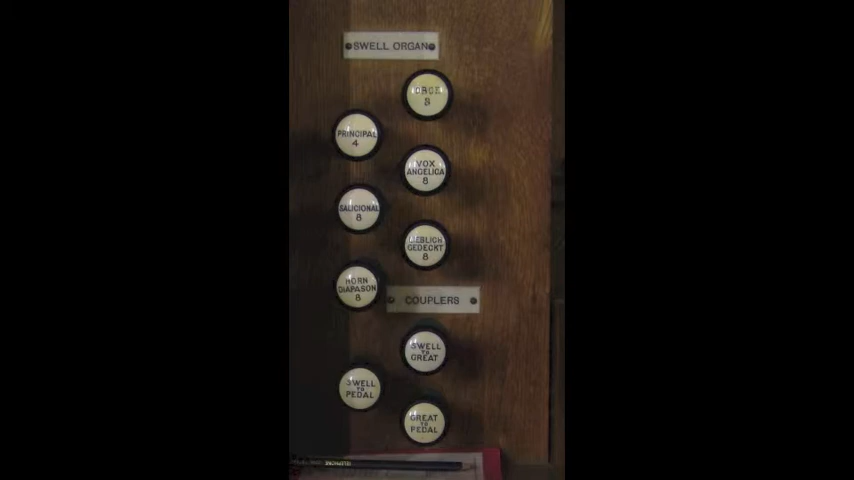 SWELL ORGAN
OBOE
8
PRINCIPAL
4
VOX
ANGELICA
8
SALICIONAL
8
LIEBLICH
GEDECKT
8
HORN
DIAPASON
8
COUPLERS
SWELL
TO
GREAT
SWELL
TO
PEDAL
GREAT
TO
PEDAL